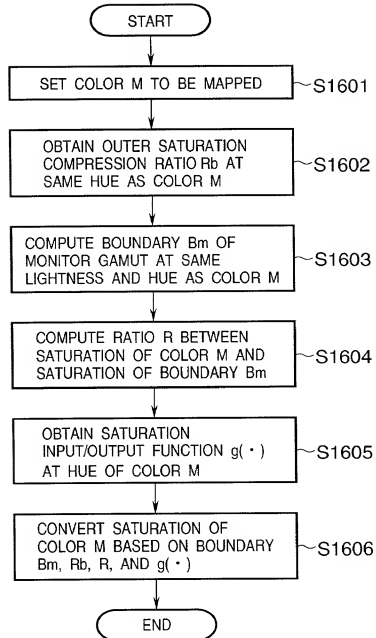 START
SET COLOR M TO BE MAPPED
S1601
OBTAIN OUTER SATURATION
COMPRESSION RATIO Rb AT
SAME HUE AS COLOR M
S1602
COMPUTE BOUNDARY Bm OF
MONITOR GAMUT AT SAME
LIGHTNESS AND HUE AS COLOR M
S1603
COMPUTE RATIO R BETWEEN
SATURATION OF COLOR M AND
SATURATION OF BOUNDARY Bm
S1604
OBTAIN SATURATION
INPUT/OUTPUT FUNCTION g(・)
AT HUE OF COLOR M
S1605
CONVERT SATURATION OF
COLOR M BASED ON BOUNDARY
Bm, Rb, R, AND g(・)
S1606
END